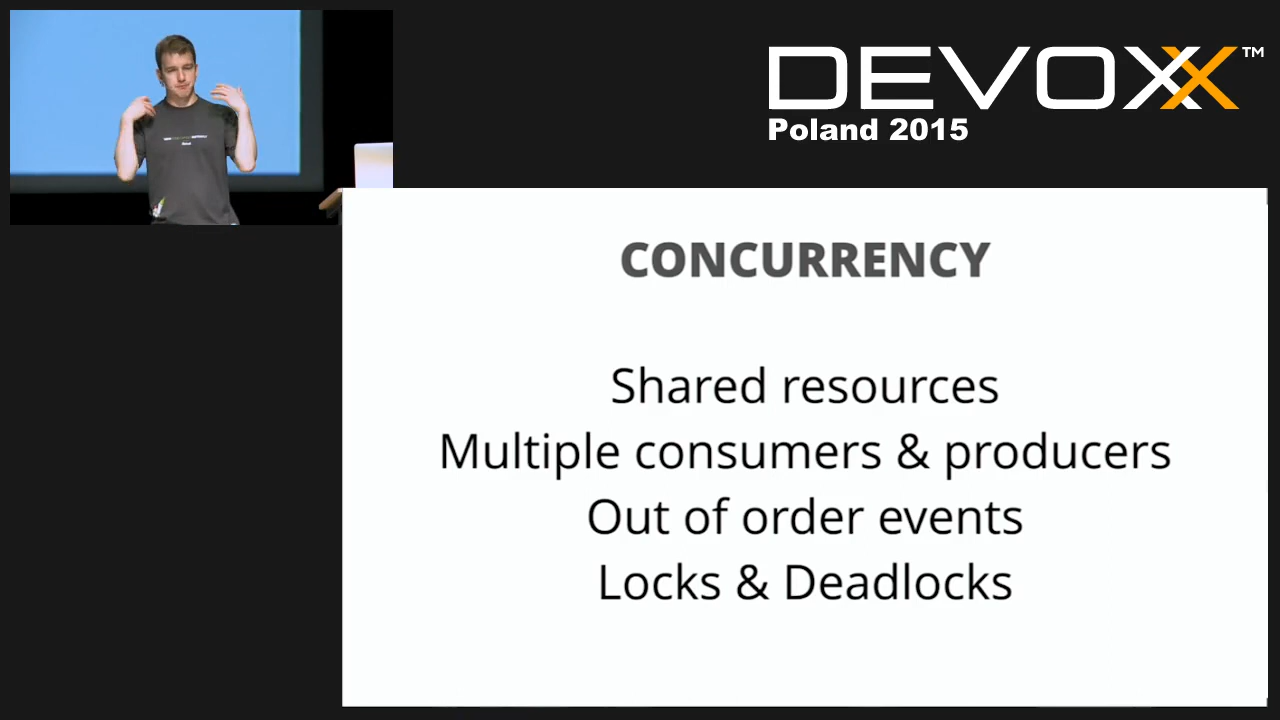 DEVOXX™
Poland 2015
CONCURRENCY
Shared resources
Multiple consumers & producers
Out of order events
Locks & Deadlocks